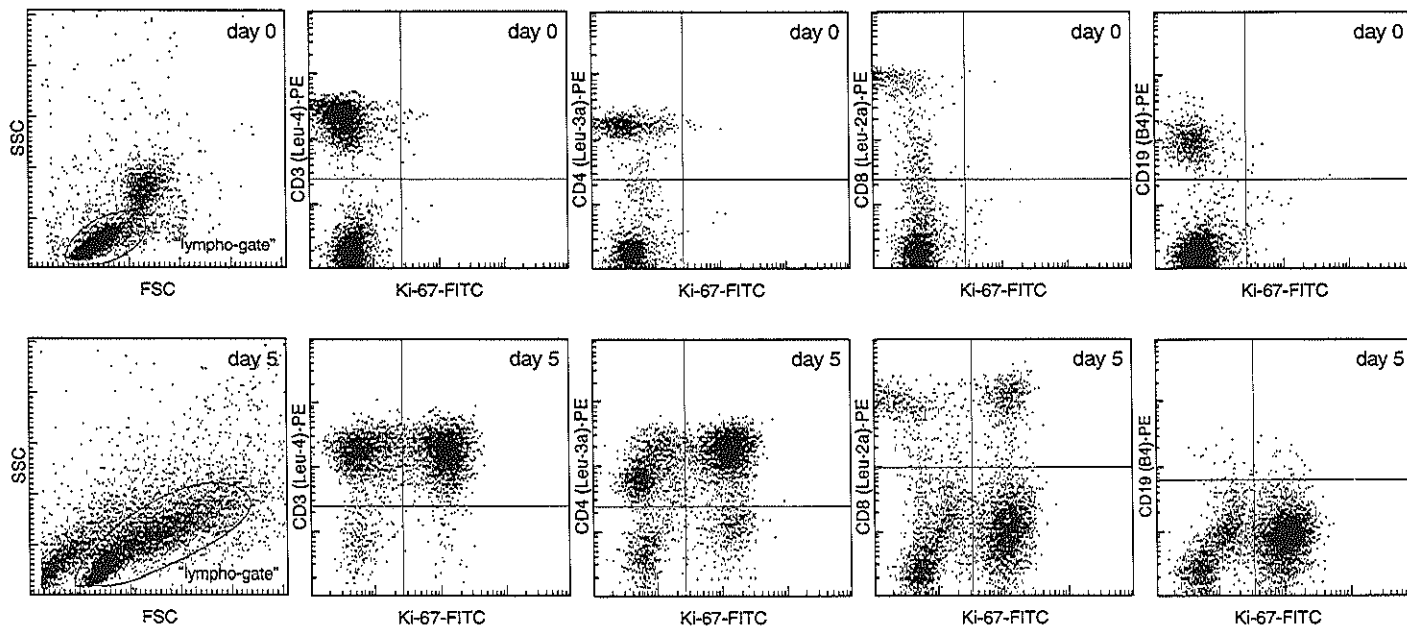 day 0
SSC
"lympho-gate"
FSC
day 0
CD3 (Leu-4)-PE
Ki-67-FITC
day 0
CD4 (Leu-3a)-PE
Ki-67-FITC
day 0
CD8 (Leu-2a)-PE
Ki-67-FITC
day 0
CD19 (B4)-PE
Ki-67-FITC
day 5
SSC
"lympho-gate"
FSC
day 5
CD3 (Leu-4)-PE
Ki-67-FITC
day 5
CD4 (Leu-3a)-PE
Ki-67-FITC
day 5
CD8 (Leu-2a)-PE
Ki-67-FITC
day 5
CD19 (B4)-PE
Ki-67-FITC